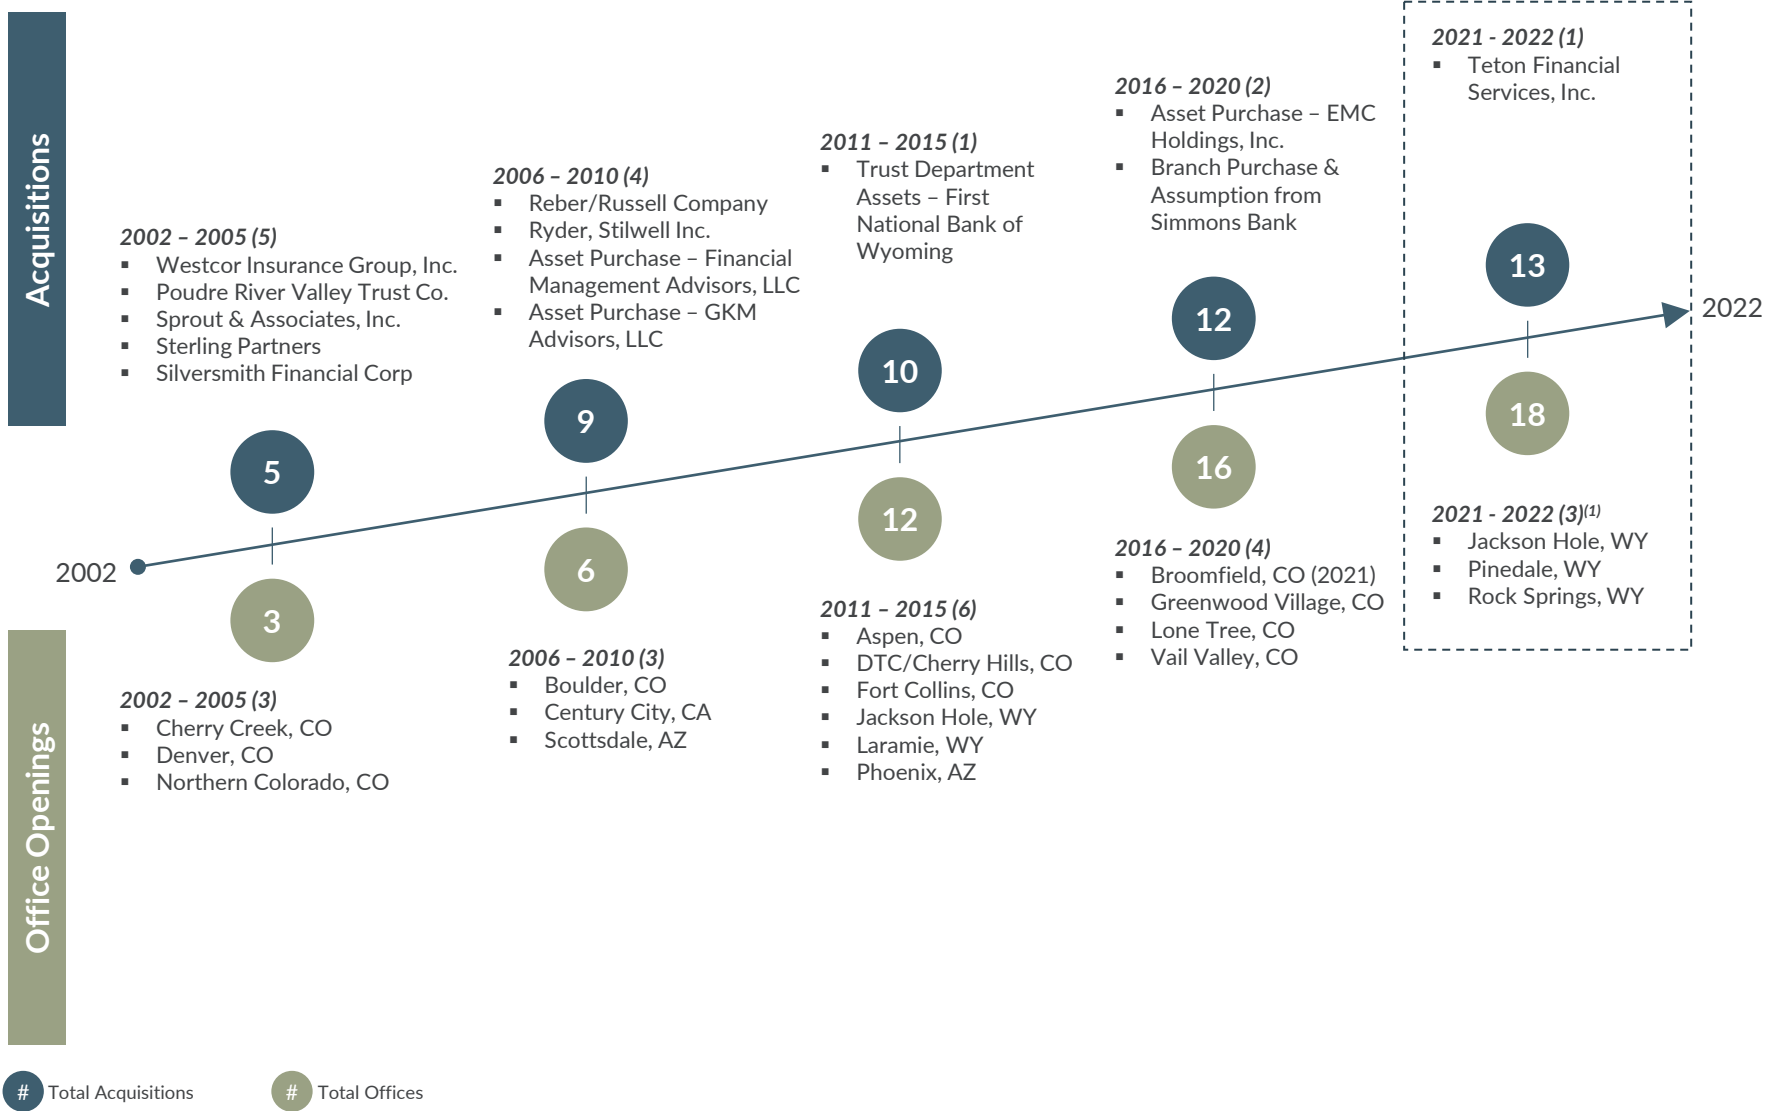 Acquisitions
2002 – 2005 (5)
▪ Westcor Insurance Group, Inc.
▪ Poudre River Valley Trust Co.
▪ Sprout & Associates, Inc.
▪ Sterling Partners
▪ Silversmith Financial Corp
2006 – 2010 (4)
▪ Reber/Russell Company
▪ Ryder, Stilwell Inc.
▪ Asset Purchase – Financial
Management Advisors, LLC
▪ Asset Purchase – GKM
Advisors, LLC
2011 – 2015 (1)
▪ Trust Department
Assets – First
National Bank of
Wyoming
2016 – 2020 (2)
▪ Asset Purchase – EMC
Holdings, Inc.
▪ Branch Purchase &
Assumption from
Simmons Bank
2021 - 2022 (1)
▪ Teton Financial
Services, Inc.
5
9
10
12
13
2002
2022
3
6
12
16
18
Office Openings
2002 – 2005 (3)
▪ Cherry Creek, CO
▪ Denver, CO
▪ Northern Colorado, CO
2006 – 2010 (3)
▪ Boulder, CO
▪ Century City, CA
▪ Scottsdale, AZ
2011 – 2015 (6)
▪ Aspen, CO
▪ DTC/Cherry Hills, CO
▪ Fort Collins, CO
▪ Jackson Hole, WY
▪ Laramie, WY
▪ Phoenix, AZ
2016 – 2020 (4)
▪ Broomfield, CO (2021)
▪ Greenwood Village, CO
▪ Lone Tree, CO
▪ Vail Valley, CO
2021 - 2022 (3)(1)
▪ Jackson Hole, WY
▪ Pinedale, WY
▪ Rock Springs, WY
# Total Acquisitions
# Total Offices